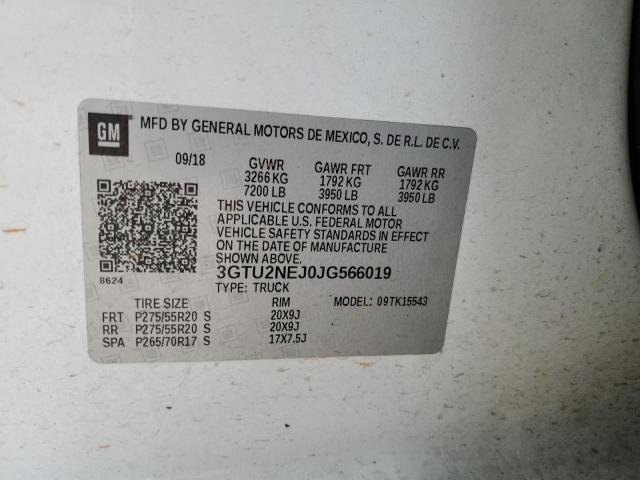 GM
MFD BY GENERAL MOTORS DE MEXICO, S. DE R.L. DE C.V.
09/18 GVWR GAWR FRT GAWR RR
3266 KG 1792 KG 1792 KG
7200 LB 3950 LB 3950 LB
THIS VEHICLE CONFORMS TO ALL
APPLICABLE U.S. FEDERAL MOTOR
VEHICLE SAFETY STANDARDS IN EFFECT
ON THE DATE OF MANUFACTURE
SHOWN ABOVE.
3GTU2NEJ0JG566019
8624
TYPE: TRUCK
TIRE SIZE RIM MODEL: 09TK15543
FRT P275/55R20 S 20X9J
RR P275/55R20 S 20X9J
SPA P265/70R17 S 17X7.5J